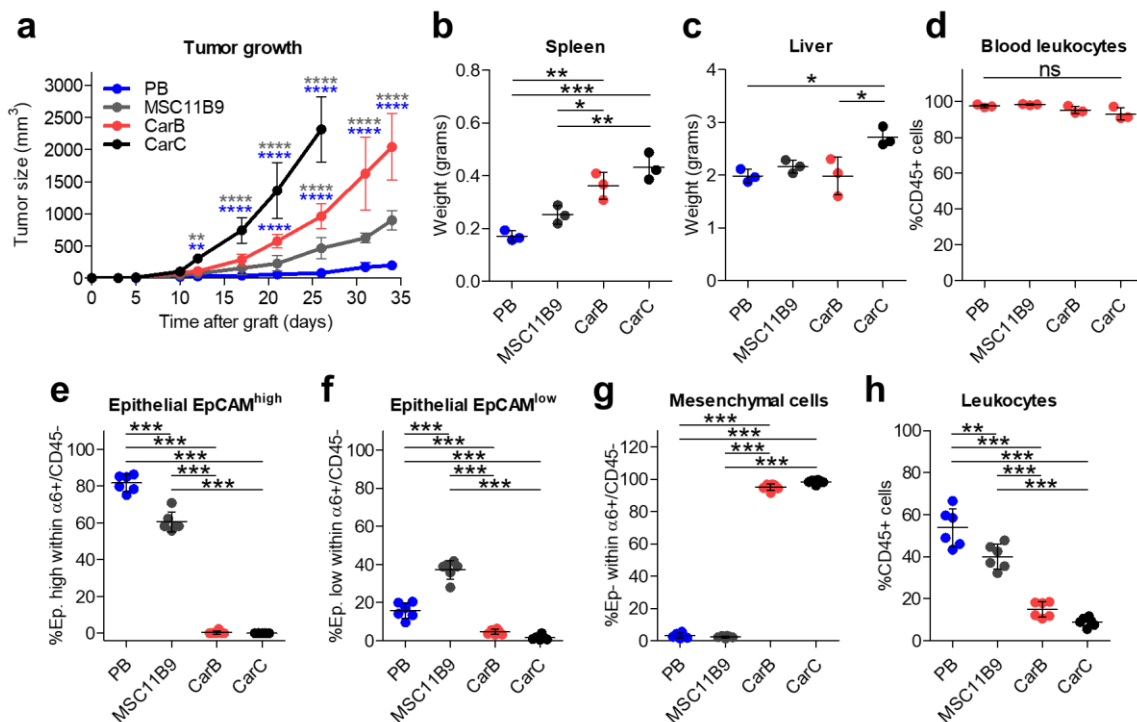 a
Tumor growth
Tumor size (mm³)
3000
2500
2000
1500
1000
500
0
PB
MSC11B9
CarB
CarC
**
**
****
****
****
****
****
****
****
****
****
****
****
****
****
0 5 10 15 20 25 30 35
Time after graft (days)
b
Spleen
Weight (grams)
0.8
0.6
0.4
0.2
0.0
**
***
*
**
PB
MSC11B9
CarB
CarC
c
Liver
Weight (grams)
4
3
2
1
0
*
*
PB
MSC11B9
CarB
CarC
d
Blood leukocytes
%CD45+ cells
100
50
0
ns
PB
MSC11B9
CarB
CarC
e
Epithelial EpCAMhigh
%Ep. high within α6+/CD45-
100
80
60
40
20
0
***
***
***
***
PB
MSC11B9
CarB
CarC
f
Epithelial EpCAMlow
%Ep. low within α6+/CD45-
80
60
40
20
0
***
***
***
***
***
PB
MSC11B9
CarB
CarC
g
Mesenchymal cells
%Ep- within α6+/CD45-
120
100
80
60
40
20
0
***
***
***
***
PB
MSC11B9
CarB
CarC
h
Leukocytes
%CD45+ cells
100
80
60
40
20
0
**
***
***
***
***
PB
MSC11B9
CarB
CarC